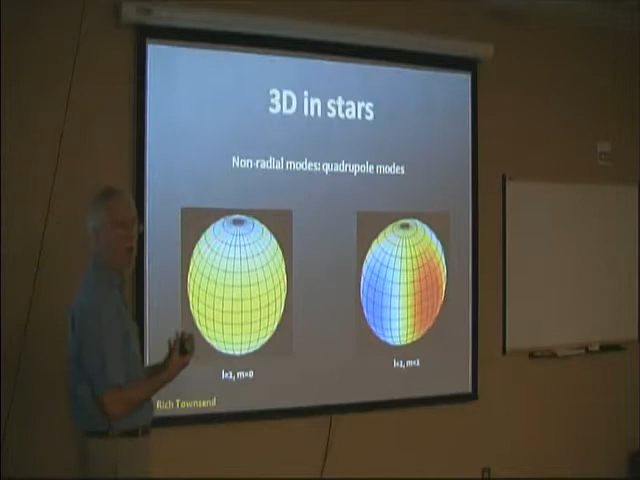 3D in stars
Non-radial modes: quadrupole modes
l=2, m=0
l=2, m=2
Rich Townsend